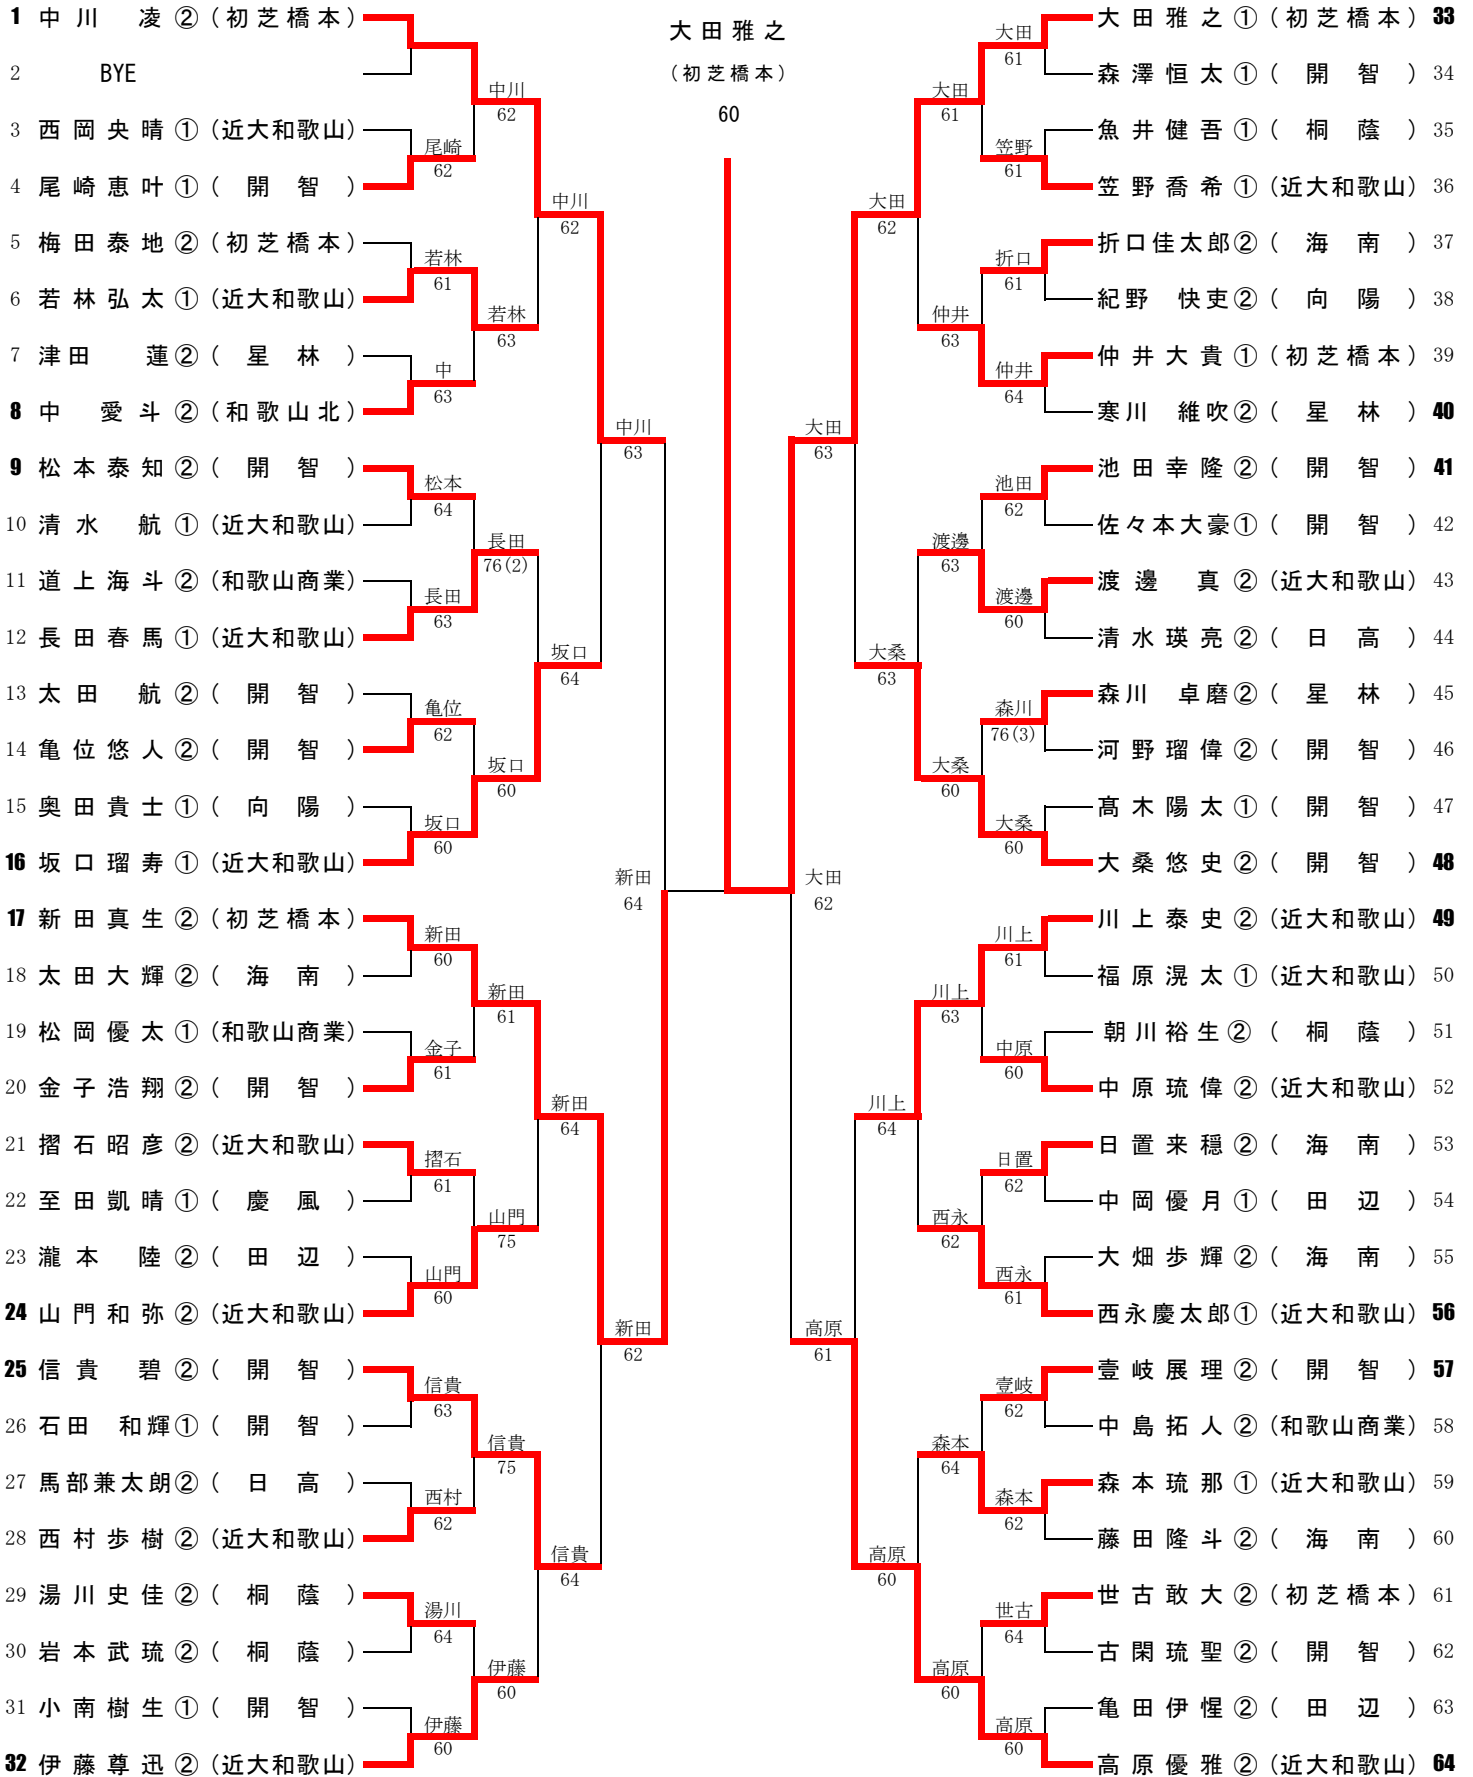 大田雅之
(初芝橋本)
60
1 中川 凌② (初芝橋本)
2 BYE
3 西岡央晴① (近大和歌山)
4 尾崎恵叶① (開智)
5 梅田泰地② (初芝橋本)
6 若林弘太① (近大和歌山)
7 津田 蓮② (星林)
8 中 愛斗② (和歌山北)
9 松本泰知② (開智)
10 清水 航① (近大和歌山)
11 道上海斗② (和歌山商業)
12 長田春馬① (近大和歌山)
13 太田 航② (開智)
14 亀位悠人② (開智)
15 奥田貴士① (向陽)
16 坂口瑠寿① (近大和歌山)
17 新田真生② (初芝橋本)
18 太田大輝② (海南)
19 松岡優太① (和歌山商業)
20 金子浩翔② (開智)
21 摺石昭彦② (近大和歌山)
22 至田凱晴① (慶風)
23 瀧本 陸② (田辺)
24 山門和弥② (近大和歌山)
25 信貴 碧② (開智)
26 石田 和輝① (開智)
27 馬部兼太朗② (日高)
28 西村歩樹② (近大和歌山)
29 湯川史佳② (桐蔭)
30 岩本武琉② (桐蔭)
31 小南樹生① (開智)
32 伊藤尊迅② (近大和歌山)
尾崎
62
若林
61
中
63
松本
64
長田
63
亀位
62
坂口
60
新田
60
金子
61
摺石
61
山門
60
信貴
63
西村
62
湯川
64
伊藤
60
中川
62
若林
63
長田
76(2)
坂口
60
新田
61
山門
75
信貴
75
伊藤
60
中川
62
坂口
64
新田
64
信貴
64
中川
63
新田
62
新田
64
大田
62
大田
63
高原
61
大田
62
大桑
63
川上
64
高原
60
大田
61
仲井
63
渡邊
63
大桑
60
川上
63
西永
62
森本
64
高原
60
大田
61
笠野
61
折口
61
仲井
64
池田
62
渡邊
60
森川
76(3)
大桑
60
川上
61
中原
60
日置
62
西永
61
壹岐
62
森本
62
世古
64
高原
60
大田雅之① (初芝橋本) 33
森澤恒太① (開智) 34
魚井健吾① (桐蔭) 35
笠野喬希① (近大和歌山) 36
折口佳太郎② (海南) 37
紀野 快吏② (向陽) 38
仲井大貴① (初芝橋本) 39
寒川 維吹② (星林) 40
池田幸隆② (開智) 41
佐々本大豪① (開智) 42
渡邊 真② (近大和歌山) 43
清水瑛亮② (日高) 44
森川 卓磨② (星林) 45
河野瑠偉② (開智) 46
髙木陽太① (開智) 47
大桑悠史② (開智) 48
川上泰史② (近大和歌山) 49
福原滉太① (近大和歌山) 50
朝川裕生② (桐蔭) 51
中原琉偉② (近大和歌山) 52
日置来穏② (海南) 53
中岡優月① (田辺) 54
大畑歩輝② (海南) 55
西永慶太郎① (近大和歌山) 56
壹岐展理② (開智) 57
中島拓人② (和歌山商業) 58
森本琉那① (近大和歌山) 59
藤田隆斗② (海南) 60
世古敢大② (初芝橋本) 61
古閑琉聖② (開智) 62
亀田伊惺② (田辺) 63
高原優雅② (近大和歌山) 64